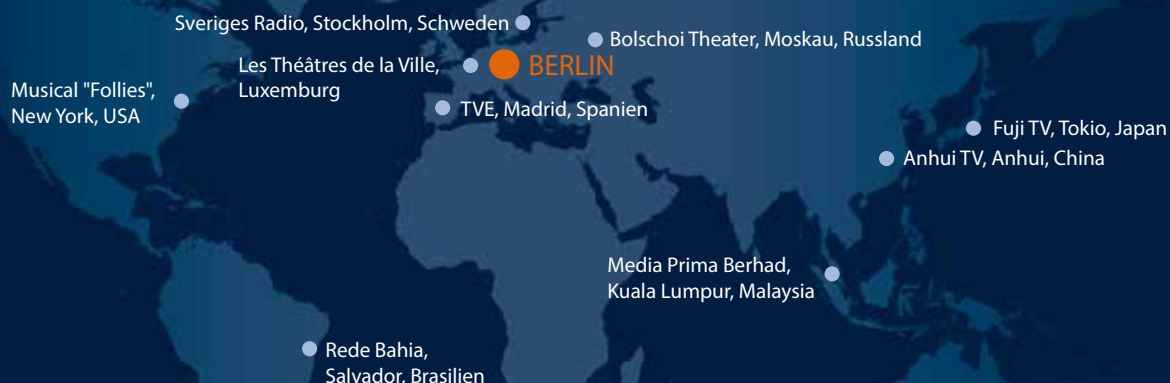 Sveriges Radio, Stockholm, Schweden
Bolschoi Theater, Moskau, Russland
Les Théâtres de la Ville,
Luxemburg
BERLIN
Musical "Follies",
New York, USA
TVE, Madrid, Spanien
Fuji TV, Tokio, Japan
Anhui TV, Anhui, China
Media Prima Berhad,
Kuala Lumpur, Malaysia
Rede Bahia,
Salvador, Brasilien